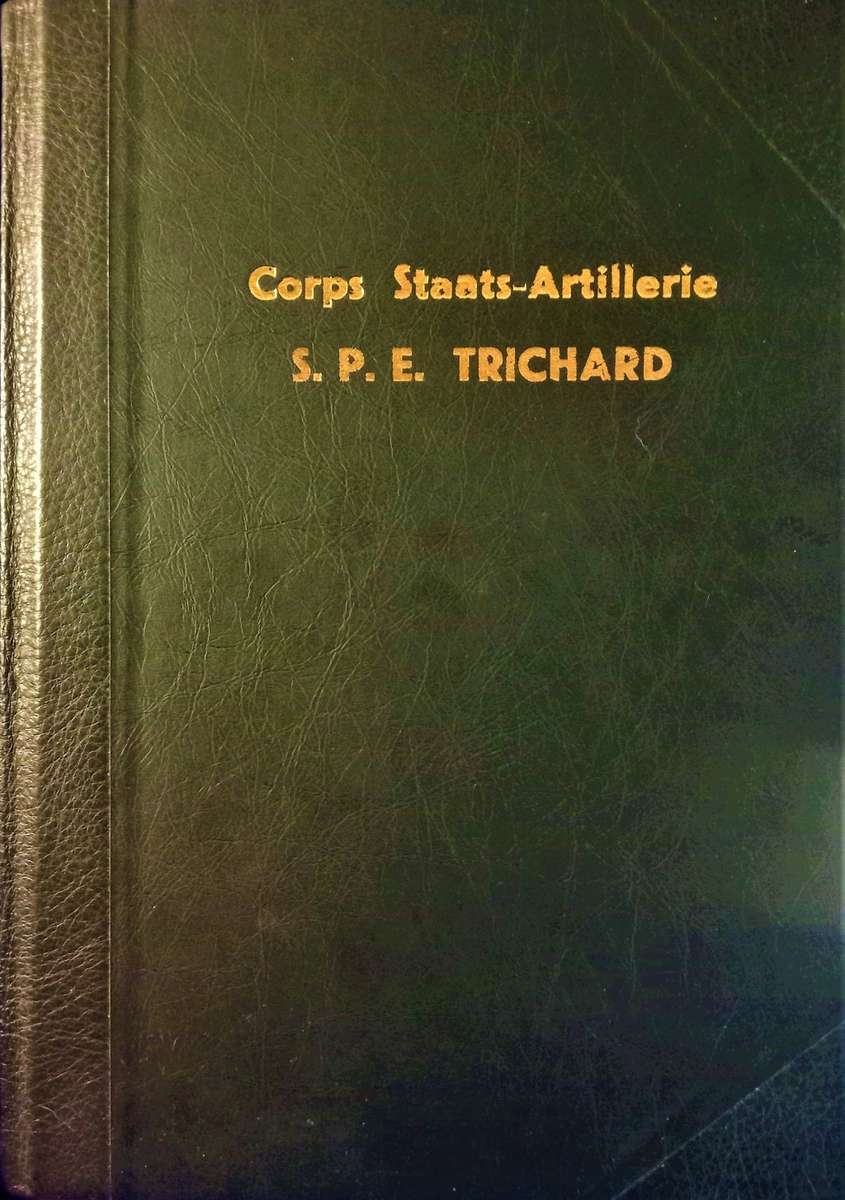 Corps Staats-Artillerie
S. P. E. TRICHARD